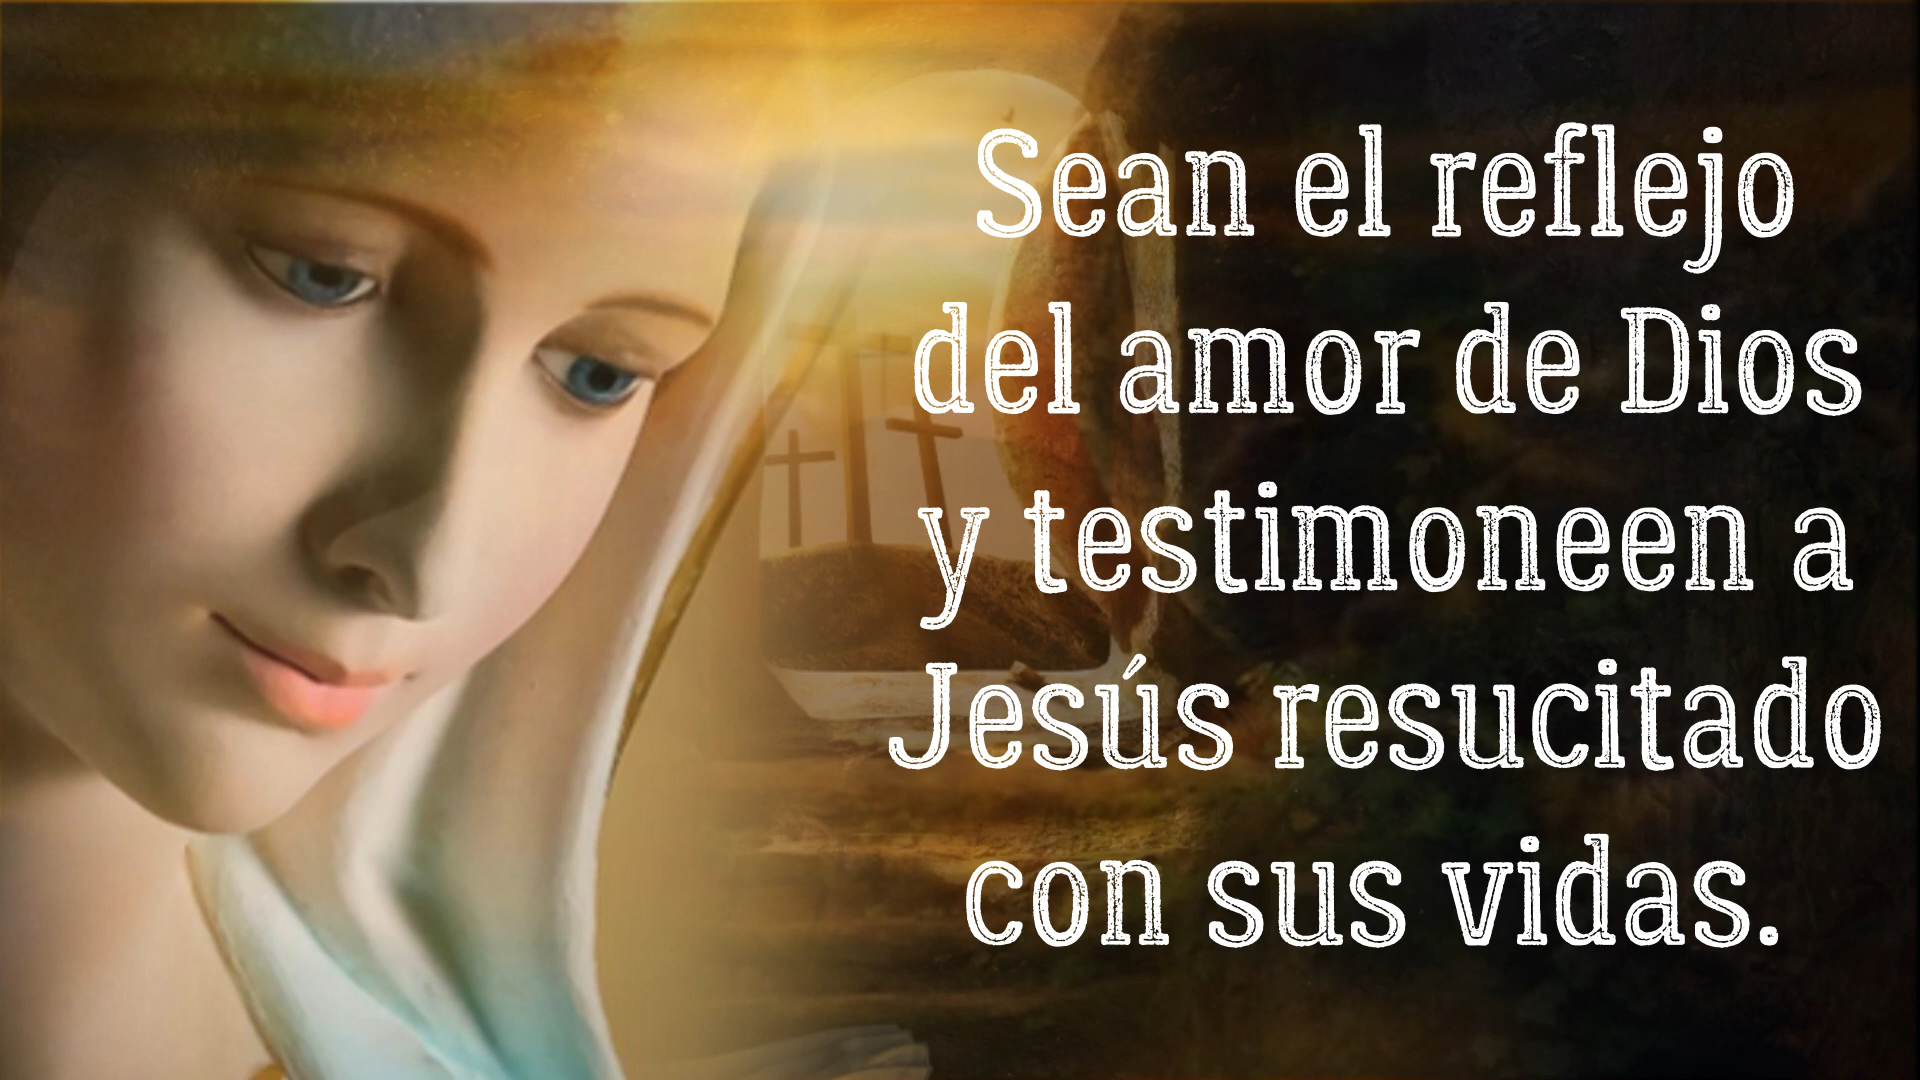 Sean el reflejo
del amor de Dios
y testimoneen a
Jesús resucitado
con sus vidas.